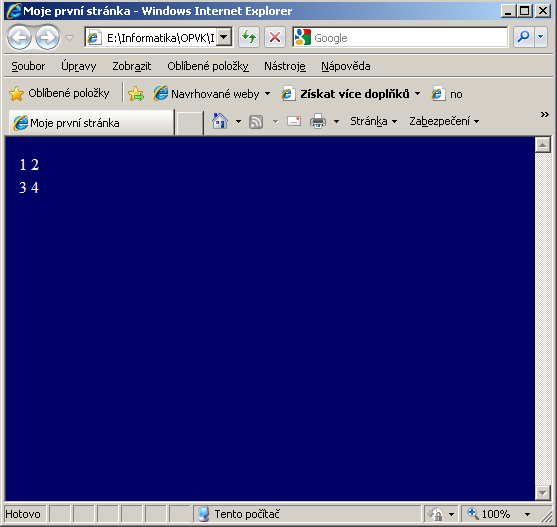 Moje první stránka - Windows Internet Explorer
E:\Informatika\OPVK\I
Google
Soubor Úpravy Zobrazit Oblíbené položky Nástroje Nápověda
Oblíbené položky Navrhované weby Získat více doplňků no
Moje první stránka Stránka Zabezpečení »
1 2
3 4
Hotovo Tento počítač 100%